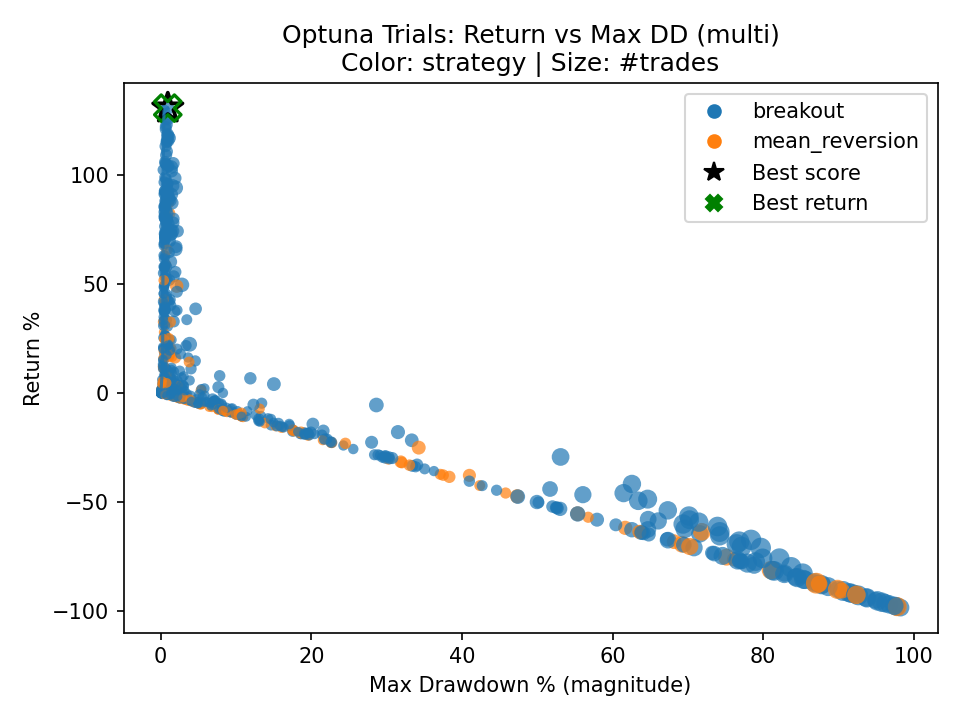 Optuna Trials: Return vs Max DD (multi)
Color: strategy | Size: #trades
breakout
mean_reversion
Best score
Best return
Return %
100
50
0
−50
−100
0
20
40
60
80
100
Max Drawdown % (magnitude)